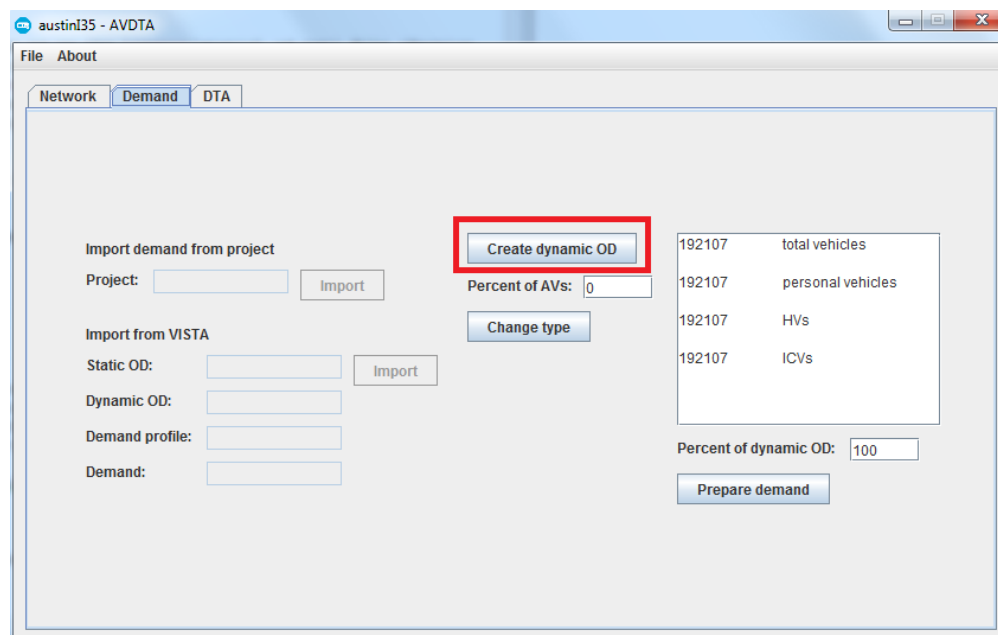 austinI35 - AVDTA
File About
Network Demand DTA
Import demand from project
Project: Import
Import from VISTA
Static OD: Import
Dynamic OD:
Demand profile:
Demand:
Create dynamic OD
Percent of AVs: 0
Change type
192107 total vehicles
192107 personal vehicles
192107 HVs
192107 ICVs
Percent of dynamic OD: 100
Prepare demand